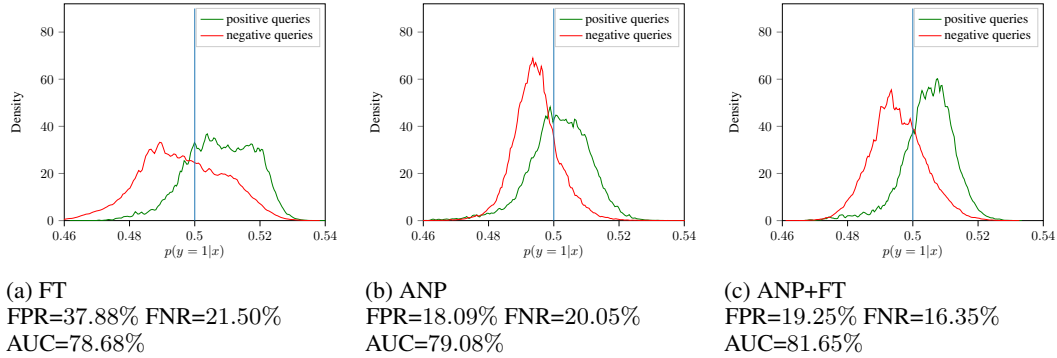 positive queries
negative queries
80
60
40
20
0
Density
0.46 0.48 0.5 0.52 0.54
p(y = 1|x)
(a) FT
FPR=37.88% FNR=21.50%
AUC=78.68%
positive queries
negative queries
80
60
40
20
0
Density
0.46 0.48 0.5 0.52 0.54
p(y = 1|x)
(b) ANP
FPR=18.09% FNR=20.05%
AUC=79.08%
positive queries
negative queries
80
60
40
20
0
Density
0.46 0.48 0.5 0.52 0.54
p(y = 1|x)
(c) ANP+FT
FPR=19.25% FNR=16.35%
AUC=81.65%